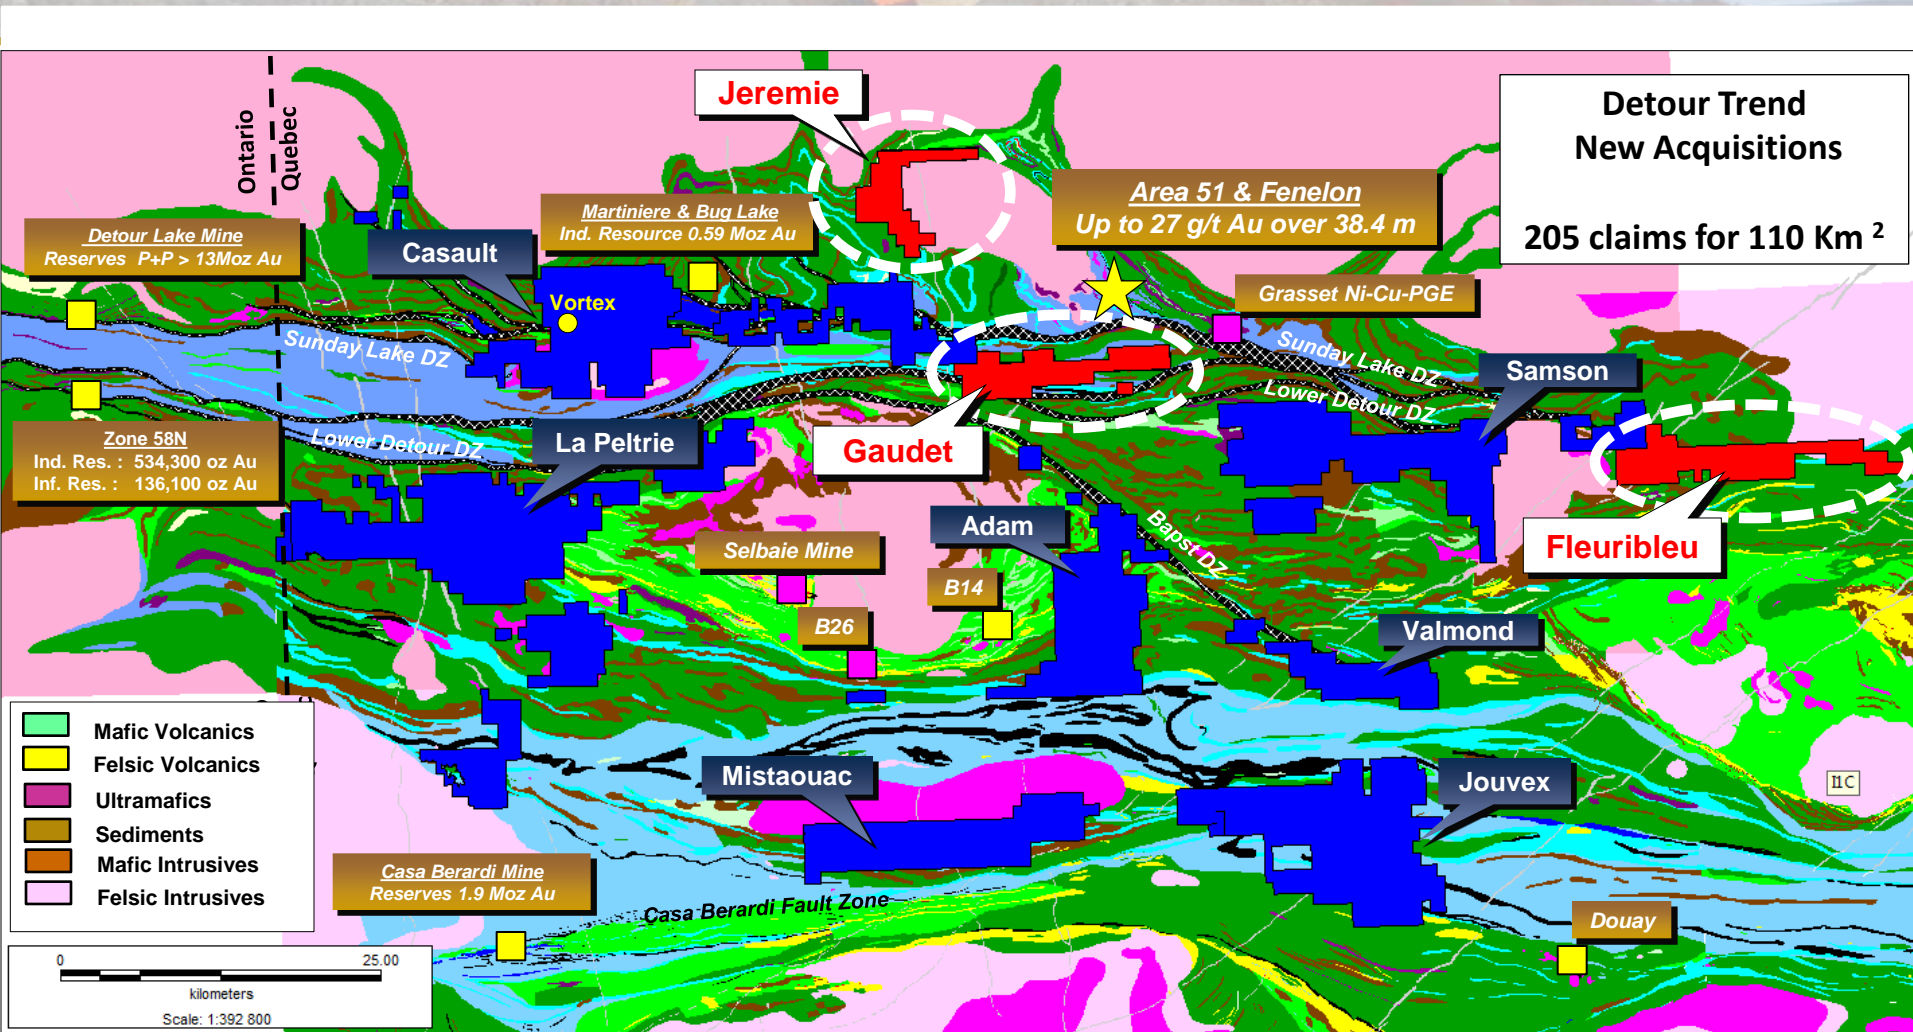 Detour Trend
New Acquisitions
205 claims for 110 Km 2
Jeremie
Ontario
Quebec
Area 51 & Fenelon
Up to 27 g/t Au over 38.4 m
Martiniere & Bug Lake
Ind. Resource 0.59 Moz Au
Detour Lake Mine
Reserves P+P > 13Moz Au
Casault
Vortex
Grasset Ni-Cu-PGE
Sunday Lake DZ
Sunday Lake DZ
Samson
Lower Detour DZ
Lower Detour DZ
La Peltrie
Gaudet
Zone 58N
Ind. Res. : 534,300 oz Au
Inf. Res. : 136,100 oz Au
Adam
Bapst DZ
Fleuribleu
Selbaie Mine
B14
B26
Valmond
Mafic Volcanics
Felsic Volcanics
Ultramafics
Sediments
Mafic Intrusives
Felsic Intrusives
Mistaouac
Jouvex
I1C
Casa Berardi Mine
Reserves 1.9 Moz Au
Casa Berardi Fault Zone
Douay
0 25.00
kilometers
Scale: 1:392 800